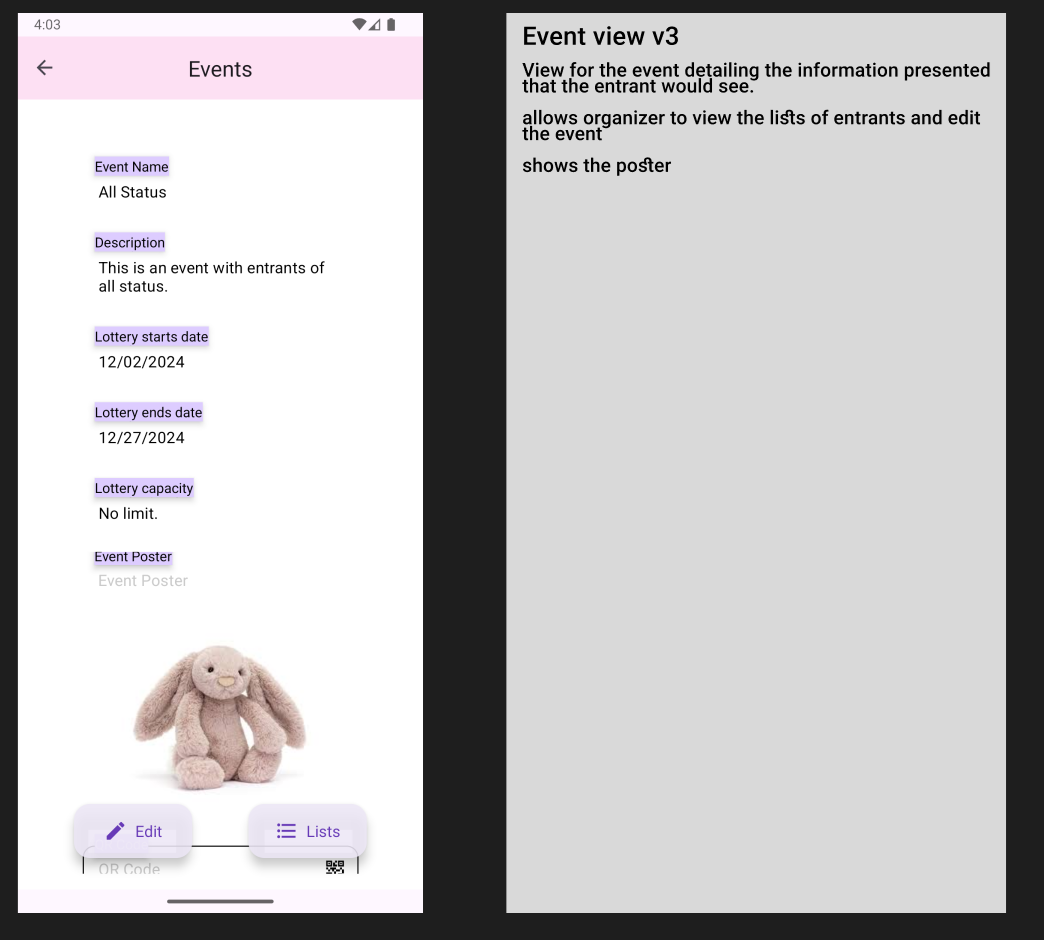 4:03
Events
Event Name
All Status
Description
This is an event with entrants of
all status.
Lottery starts date
12/02/2024
Lottery ends date
12/27/2024
Lottery capacity
No limit.
Event Poster
Event Poster
Edit
Lists
QR Code
Event view v3
View for the event detailing the information presented
that the entrant would see.
allows organizer to view the lists of entrants and edit
the event
shows the poster